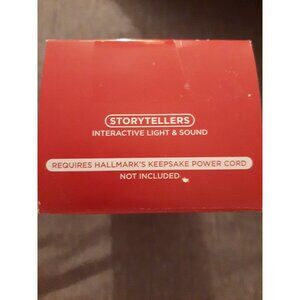 STORYTELLERS
INTERACTIVE LIGHT & SOUND
REQUIRES HALLMARK'S KEEPSAKE POWER CORD
NOT INCLUDED